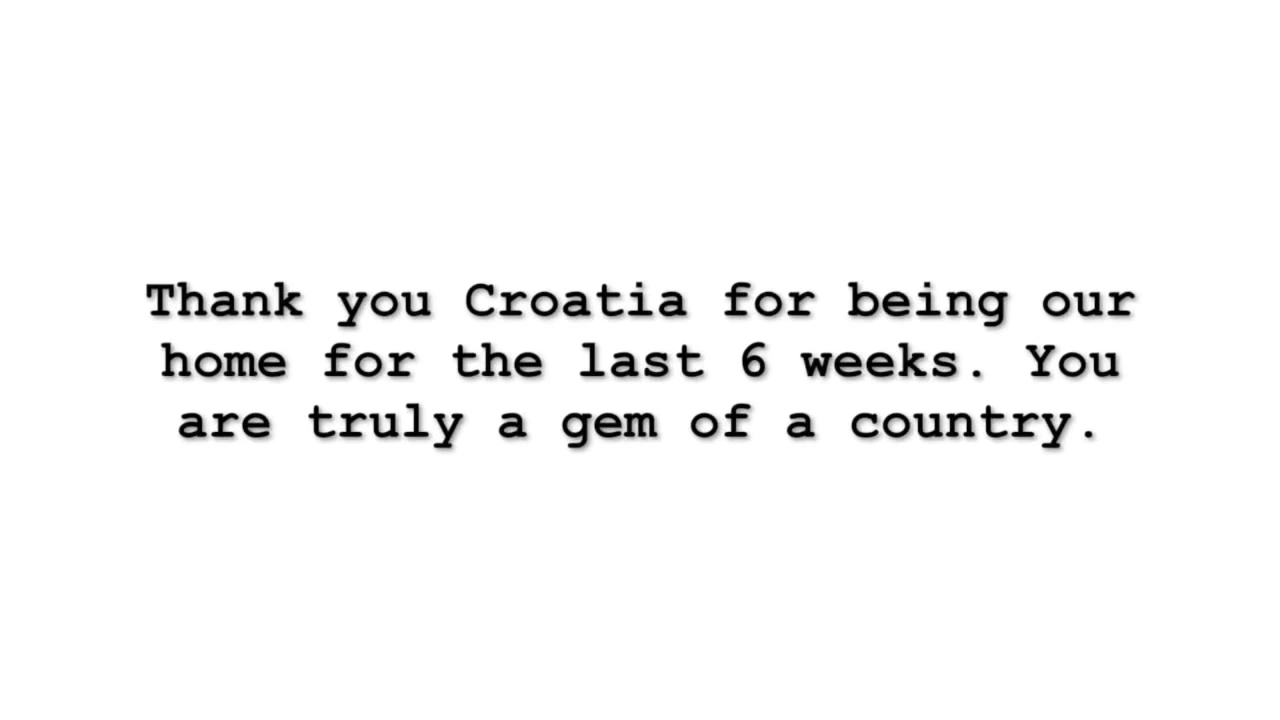 Thank you Croatia for being our
home for the last 6 weeks. You
are truly a gem of a country.